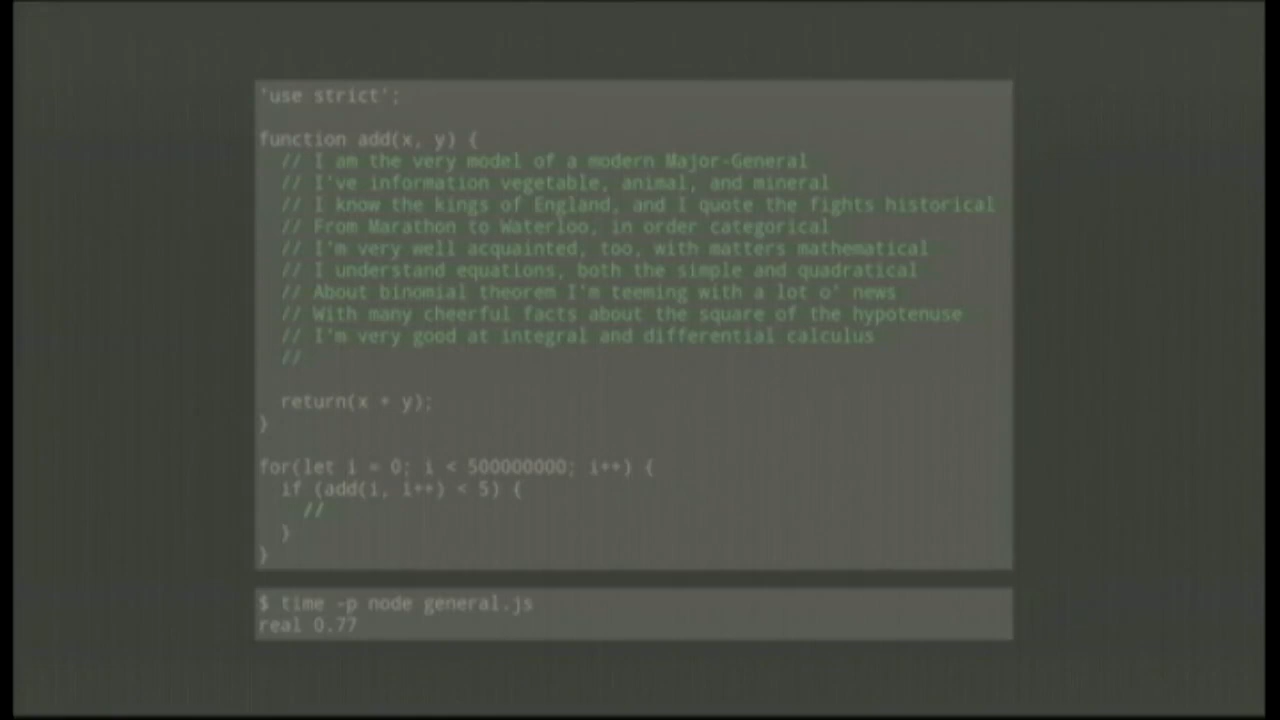 'use strict';
function add(x, y) {
// I am the very model of a modern Major-General
// I've information vegetable, animal, and mineral
// I know the kings of England, and I quote the fights historical
// From Marathon to Waterloo, in order categorical
// I'm very well acquainted, too, with matters mathematical
// I understand equations, both the simple and quadratical
// About binomial theorem I'm teeming with a lot o' news
// With many cheerful facts about the square of the hypotenuse
// I'm very good at integral and differential calculus
//
return(x + y);
}
for(let i = 0; i < 500000000; i++) {
if (add(i, i++) < 5) {
//
}
}
$ time -p node general.js
real 0.77